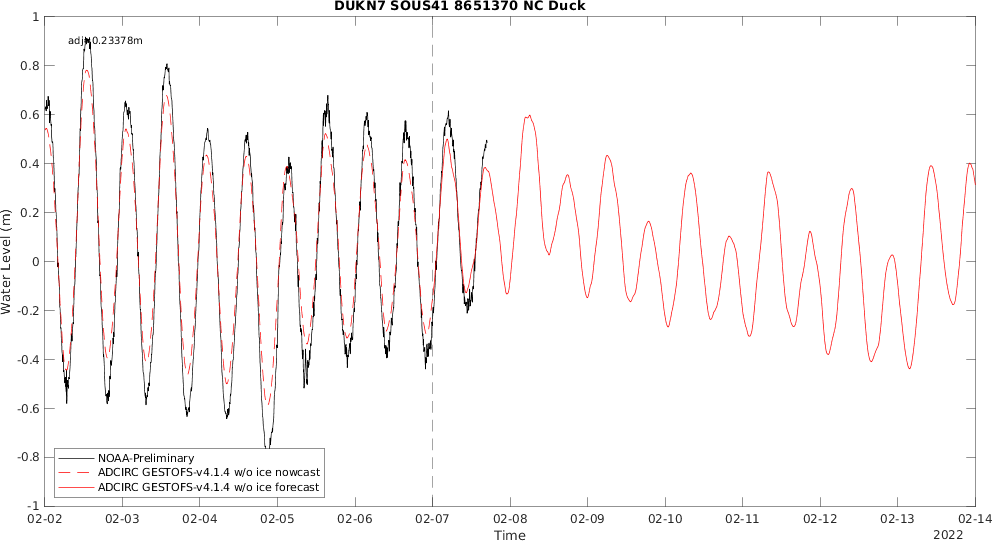 DUKN7 SOUS41 8651370 NC Duck
adj 0.23378m
Water Level (m)
1
0.8
0.6
0.4
0.2
0
-0.2
-0.4
-0.6
-0.8
-1
NOAA-Preliminary
ADCIRC GESTOFS-v4.1.4 w/o ice nowcast
ADCIRC GESTOFS-v4.1.4 w/o ice forecast
02-02 02-03 02-04 02-05 02-06 02-07 02-08 02-09 02-10 02-11 02-12 02-13 02-14
Time
2022